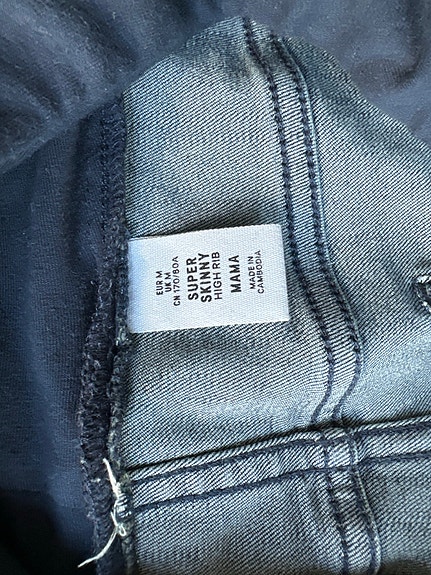 EUR M
UK M
CN 170/80A
SUPER
SKINNY
HIGH RIB
MAMA
MADE IN
CAMBODIA